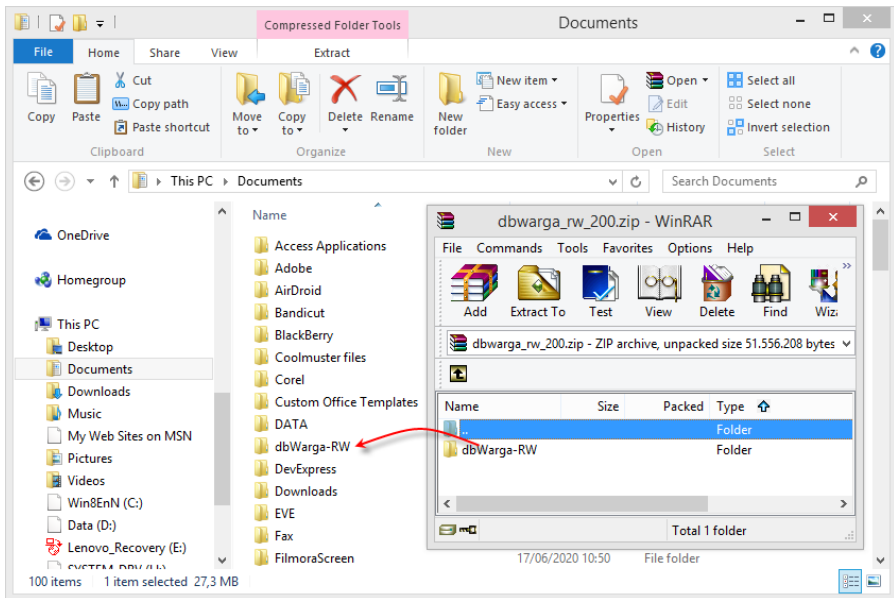 Compressed Folder Tools
Documents
File
Home
Share
View
Extract
Copy
Paste
Cut
Copy path
Paste shortcut
Clipboard
Move to
Copy to
Delete
Rename
Organize
New folder
New item
Easy access
New
Properties
Open
Edit
History
Open
Select all
Select none
Invert selection
Select
This PC
Documents
Search Documents
OneDrive
Homegroup
This PC
Desktop
Documents
Downloads
Music
My Web Sites on MSN
Pictures
Videos
Win8EnN (C:)
Data (D:)
Lenovo_Recovery (E:)
Name
Access Applications
Adobe
AirDroid
Bandicut
BlackBerry
Coolmuster files
Corel
Custom Office Templates
DATA
dbWarga-RW
DevExpress
Downloads
EVE
Fax
FilmoraScreen
17/06/2020 10:50
File folder
dbwarga_rw_200.zip - WinRAR
File Commands Tools Favorites Options Help
Add
Extract To
Test
View
Delete
Find
Wiz
dbwarga_rw_200.zip - ZIP archive, unpacked size 51.556.208 bytes
Name Size Packed Type
.. Folder
dbWarga-RW Folder
Total 1 folder
100 items 1 item selected 27,3 MB